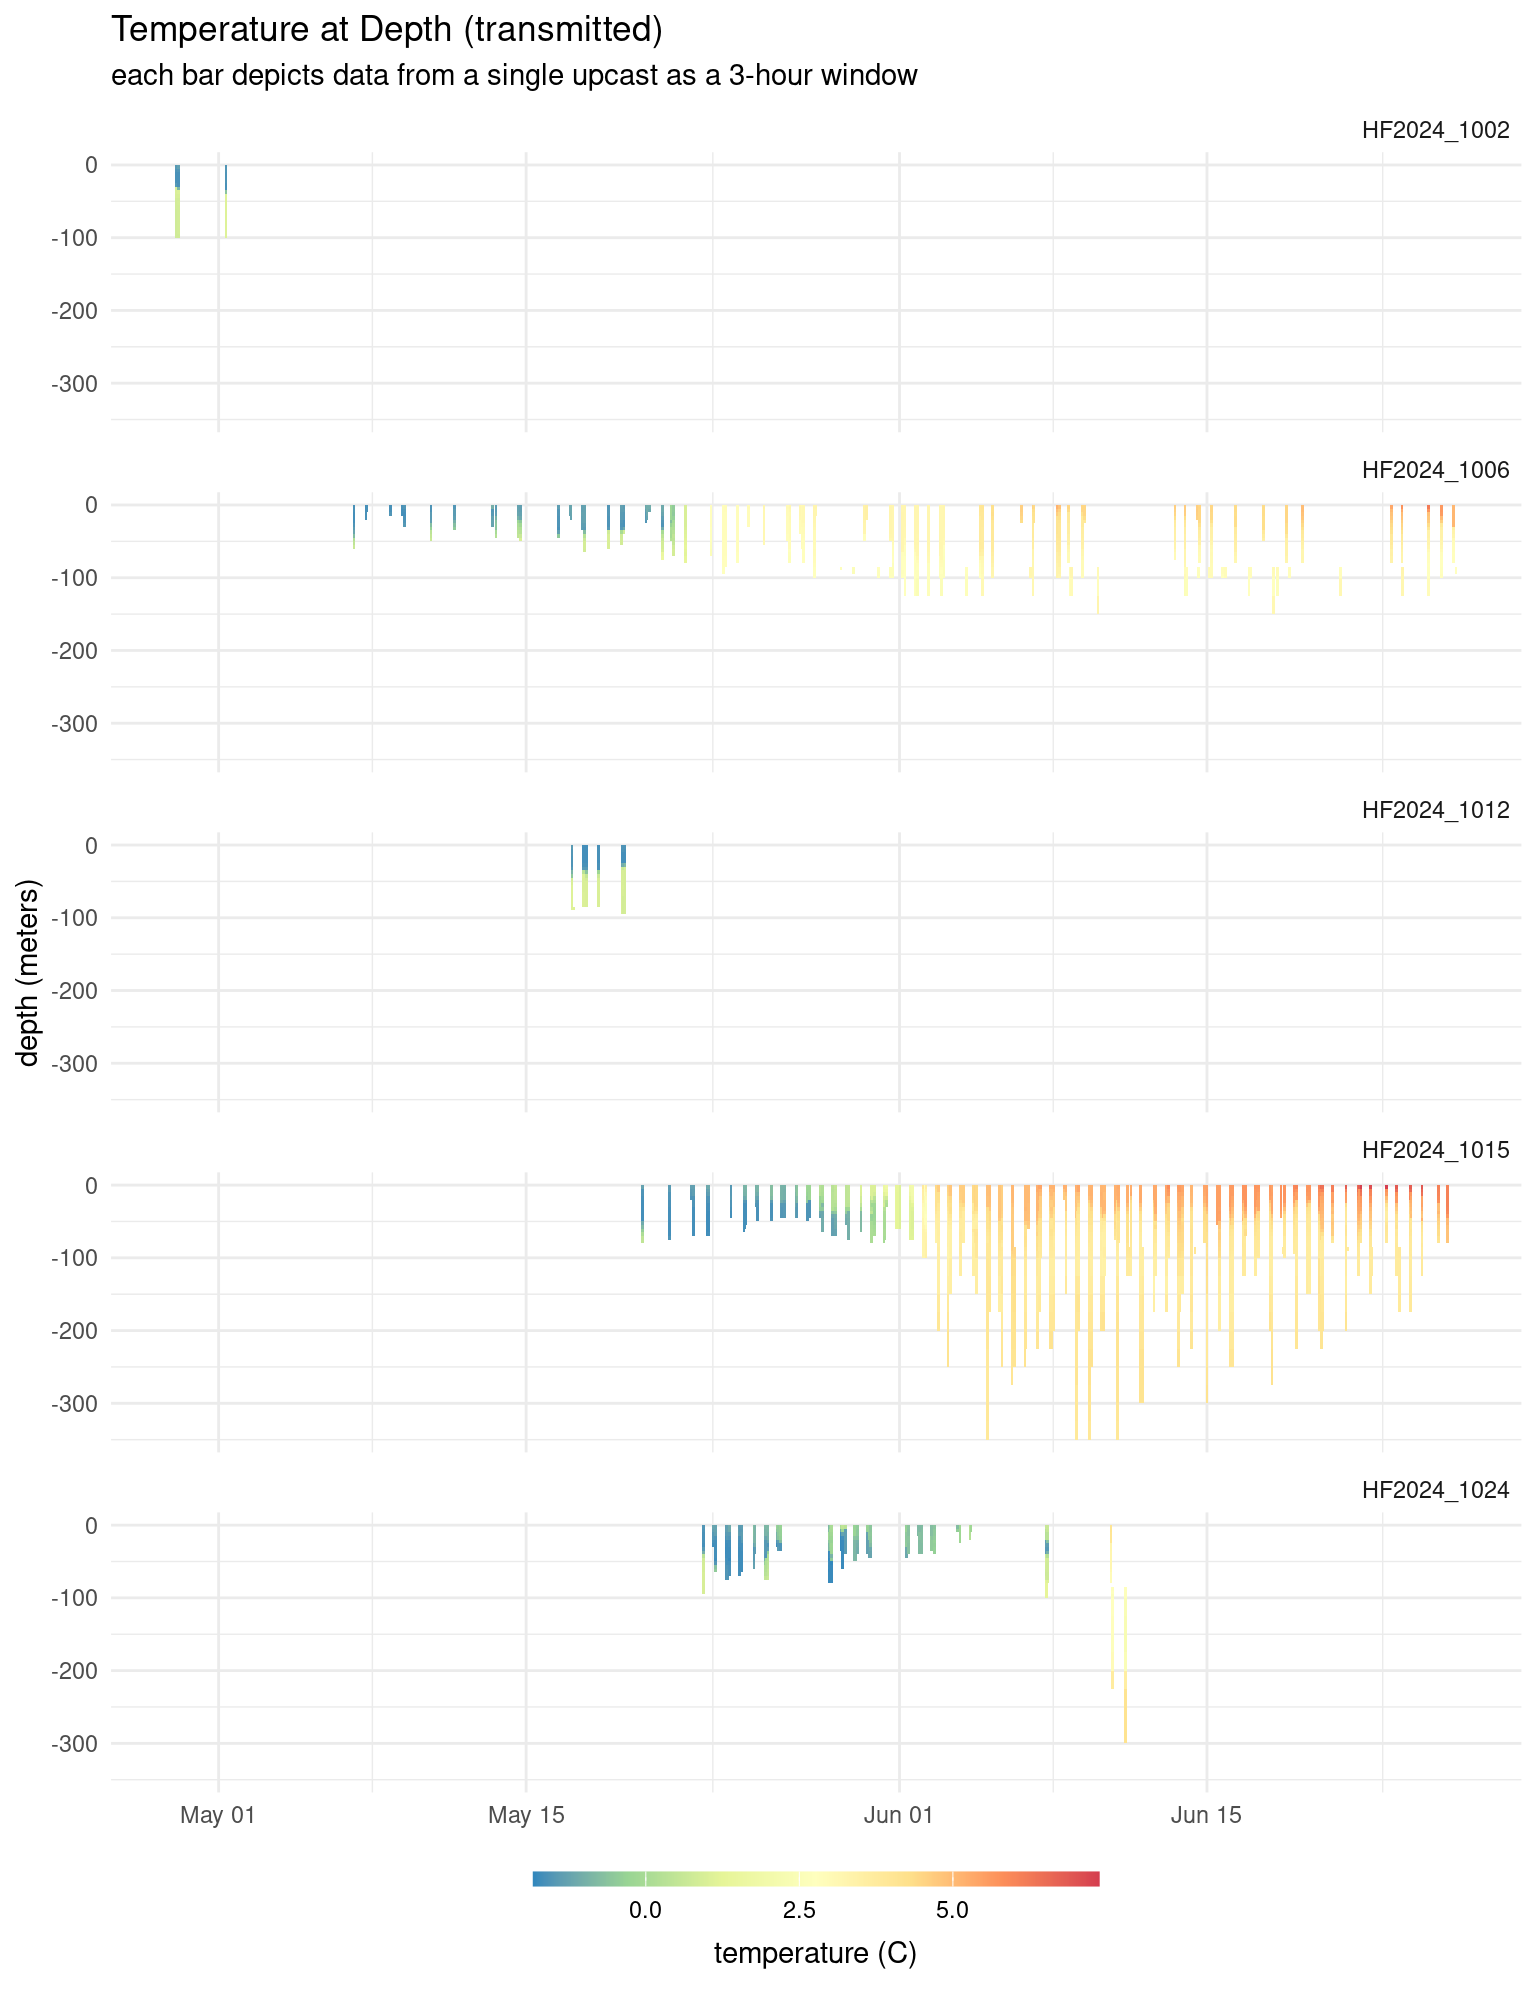 Temperature at Depth (transmitted)
each bar depicts data from a single upcast as a 3-hour window
HF2024_1002
0
-100
-200
-300
HF2024_1006
0
-100
-200
-300
HF2024_1012
0
-100
-200
-300
depth (meters)
HF2024_1015
0
-100
-200
-300
HF2024_1024
0
-100
-200
-300
May 01 May 15 Jun 01 Jun 15
0.0 2.5 5.0
temperature (C)